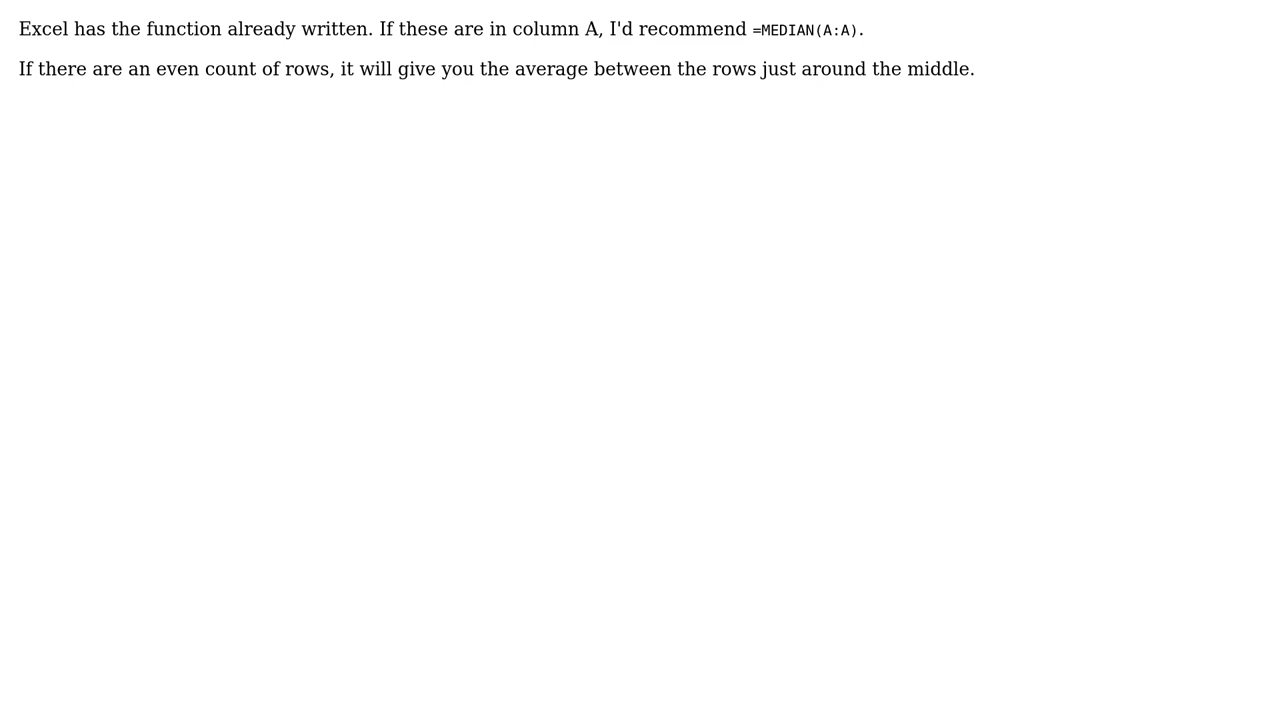 Excel has the function already written. If these are in column A, I'd recommend =MEDIAN(A:A).
If there are an even count of rows, it will give you the average between the rows just around the middle.